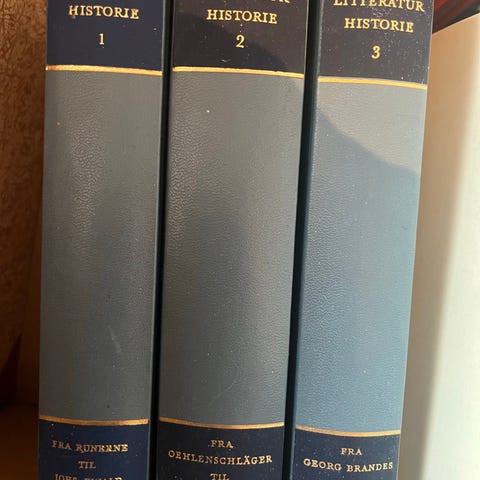 HISTORIE
1
HISTORIE
2
LITTERATUR
HISTORIE
3
FRA RUNERNE
TIL
FRA
OEHLENSCHLÄGER
TIL
FRA
GEORG BRANDES